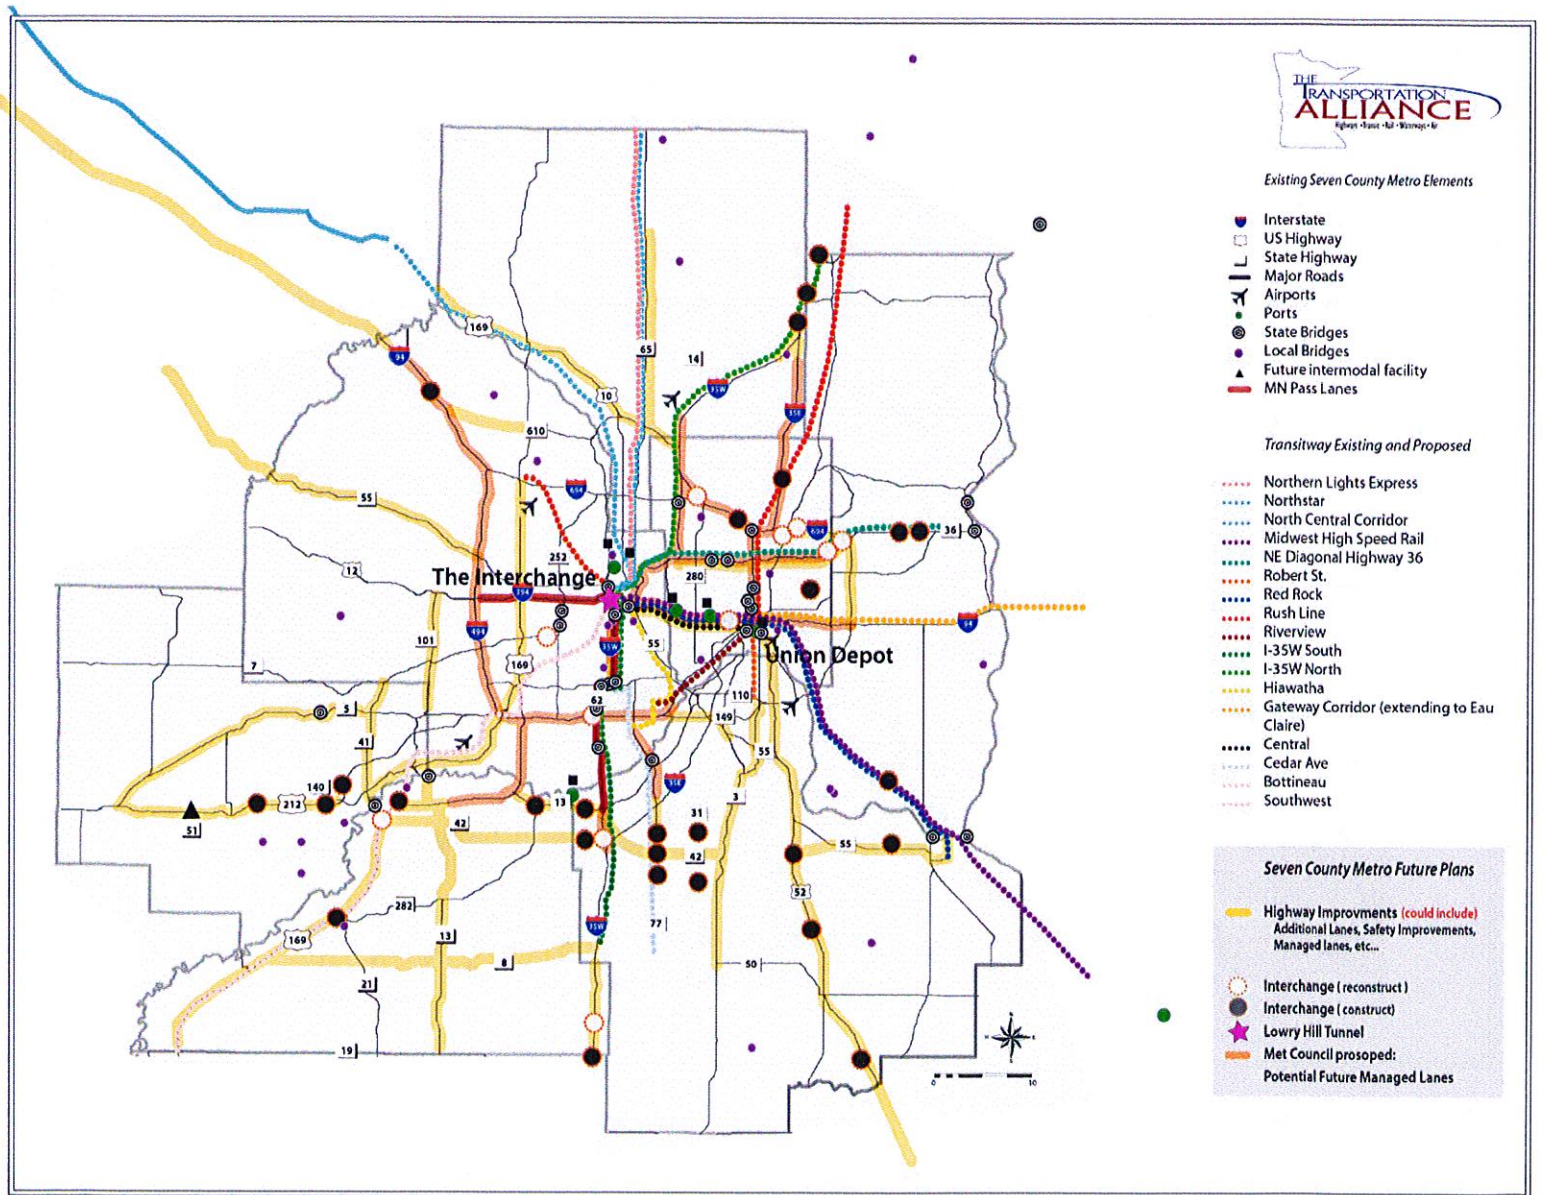 THE
TRANSPORTATION
ALLIANCE
Highways • Transit • Rail • Waterways • Air
Existing Seven County Metro Elements
Interstate
US Highway
State Highway
Major Roads
Airports
Ports
State Bridges
Local Bridges
Future intermodal facility
MN Pass Lanes
Transitway Existing and Proposed
Northern Lights Express
Northstar
North Central Corridor
Midwest High Speed Rail
NE Diagonal Highway 36
Robert St.
Red Rock
Rush Line
Riverview
I-35W South
I-35W North
Hiawatha
Gateway Corridor (extending to Eau
Claire)
Central
Cedar Ave
Bottineau
Southwest
Seven County Metro Future Plans
Highway Improvments (could include)
Additional Lanes, Safety Improvements,
Managed lanes, etc...
Interchange ( reconstruct )
Interchange ( construct)
Lowry Hill Tunnel
Met Council prosoped:
Potential Future Managed Lanes
169
94
65
14
10
35W
35E
610
694
55
36
694
252
12
The Interchange
280
394
94
494
101
35W
55
169
Union Depot
7
110
62
5
149
41
55
140
35E
212
13
3
51
42
31
42
55
282
52
77
35W
169
13
8
50
21
19
0
10